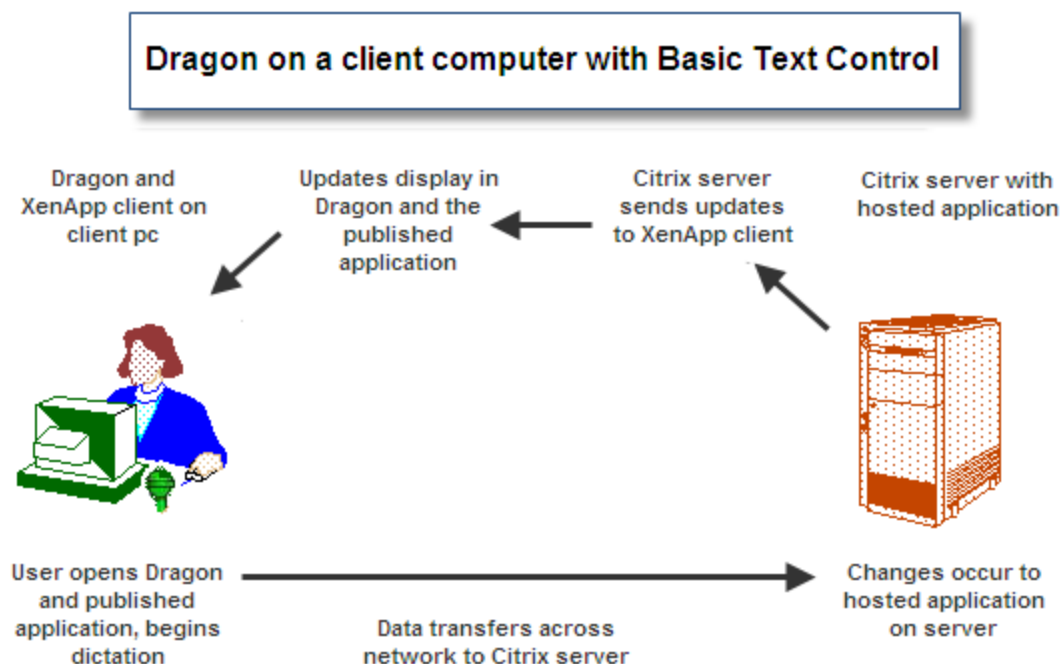 Dragon on a client computer with Basic Text Control
Dragon and
XenApp client on
client pc
Updates display in
Dragon and the
published
application
Citrix server
sends updates
to XenApp client
Citrix server with
hosted application
User opens Dragon
and published
application, begins
dictation
Data transfers across
network to Citrix server
Changes occur to
hosted application
on server